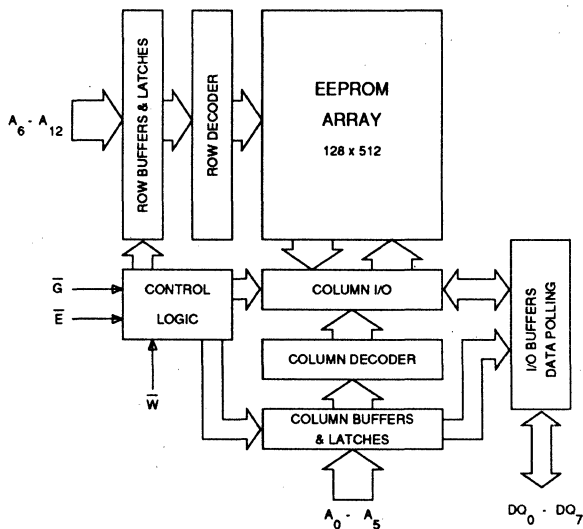 ROW BUFFERS & LATCHES
ROW DECODER
EEPROM
ARRAY
128 x 512
A6 - A12
G̅
E̅
W̅
CONTROL
LOGIC
COLUMN I/O
COLUMN DECODER
COLUMN BUFFERS
& LATCHES
I/O BUFFERS
DATA POLLING
A0 - A5
DQ0 - DQ7